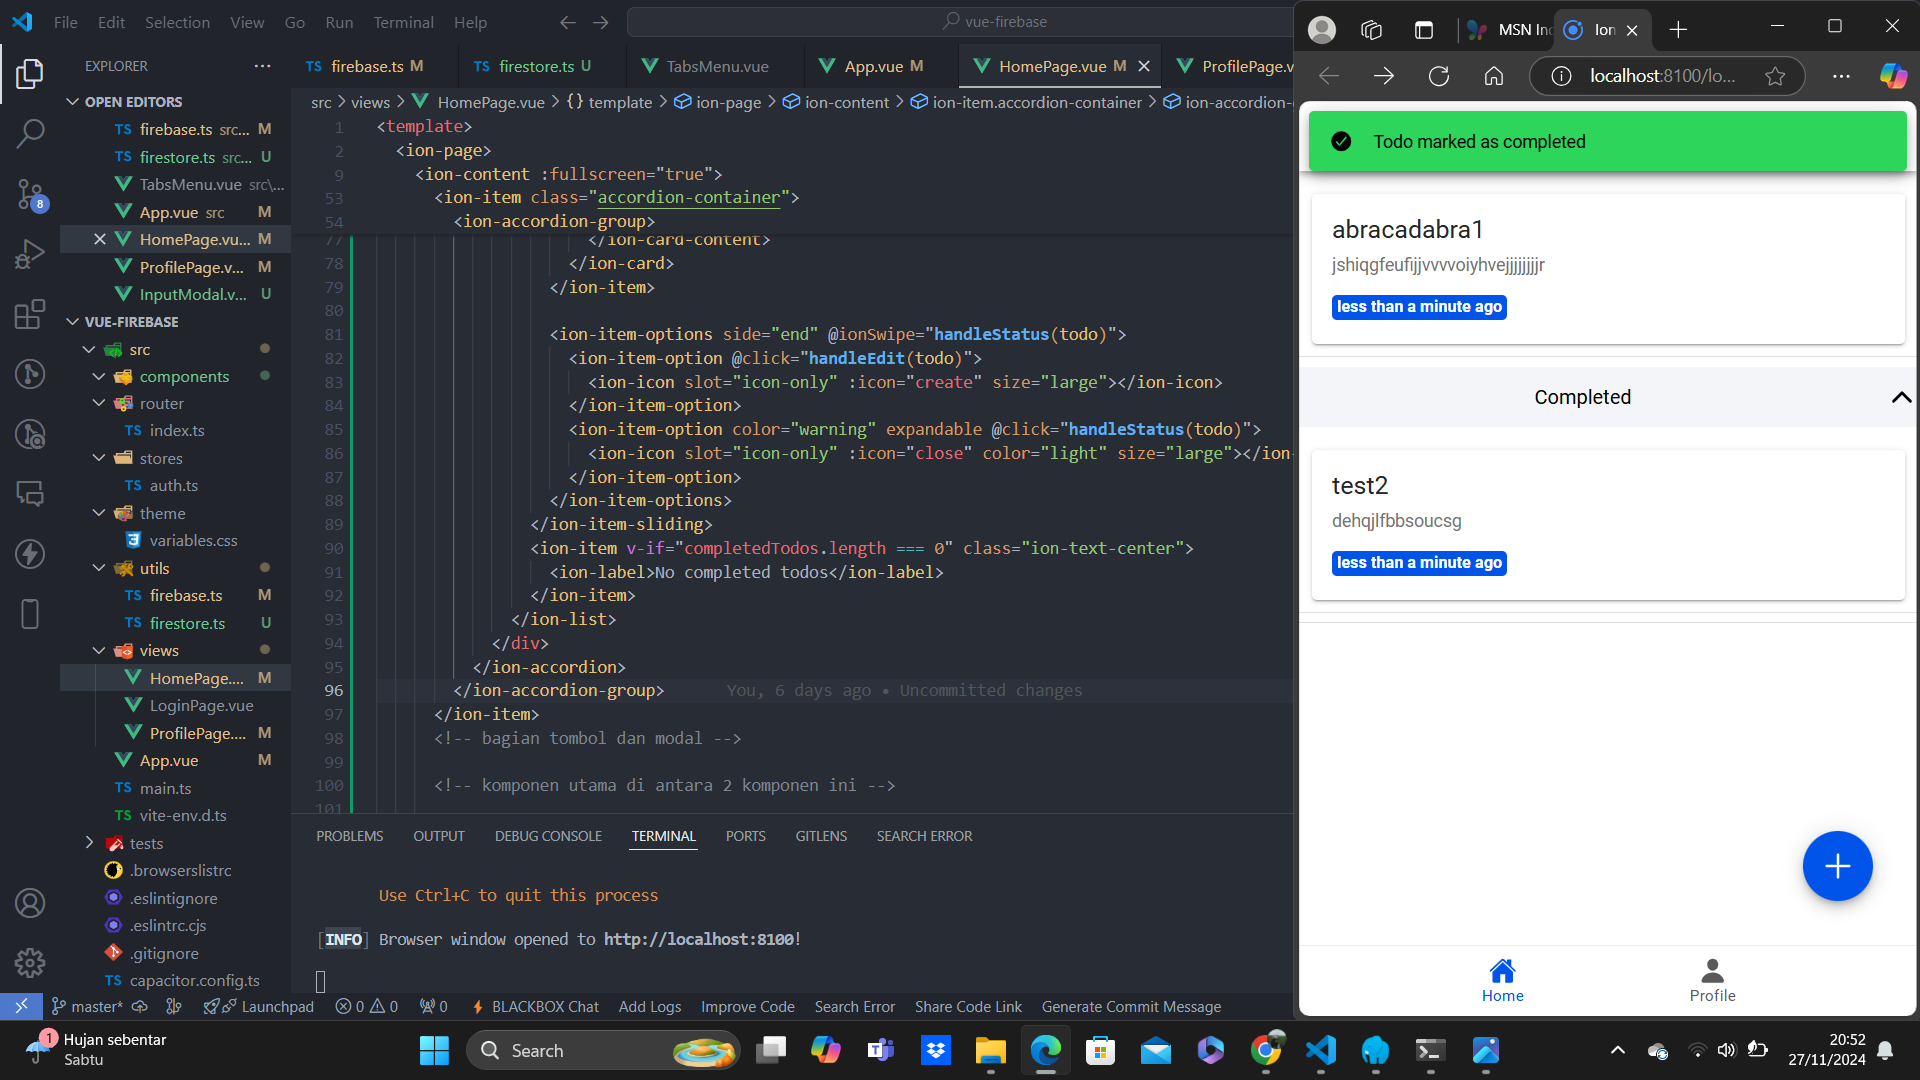 File Edit Selection View Go Run Terminal Help
vue-firebase
EXPLORER
OPEN EDITORS
TS firebase.ts src... M
TS firestore.ts src... U
TabsMenu.vue src\...
App.vue src M
HomePage.vu... M
ProfilePage.v... M
InputModal.v... U
VUE-FIREBASE
src
components
router
TS index.ts
stores
TS auth.ts
theme
variables.css
utils
TS firebase.ts M
TS firestore.ts U
views
HomePage.... M
LoginPage.vue
ProfilePage.... M
App.vue M
TS main.ts
TS vite-env.d.ts
tests
.browserslistrc
.eslintignore
.eslintrc.cjs
.gitignore
TS capacitor.config.ts
8
TS firebase.ts M
TS firestore.ts U
TabsMenu.vue
App.vue M
HomePage.vue M
ProfilePage.v
src > views > HomePage.vue > {} template > ion-page > ion-content > ion-item.accordion-container > ion-accordion-
1 <template>
2 <ion-page>
9 <ion-content :fullscreen="true">
53 <ion-item class="accordion-container">
54 <ion-accordion-group>
77 </ion-card-content>
78 </ion-card>
79 </ion-item>
80
81 <ion-item-options side="end" @ionSwipe="handleStatus(todo)">
82 <ion-item-option @click="handleEdit(todo)">
83 <ion-icon slot="icon-only" :icon="create" size="large"></ion-icon>
84 </ion-item-option>
85 <ion-item-option color="warning" expandable @click="handleStatus(todo)">
86 <ion-icon slot="icon-only" :icon="close" color="light" size="large"></ion-
87 </ion-item-option>
88 </ion-item-options>
89 </ion-item-sliding>
90 <ion-item v-if="completedTodos.length === 0" class="ion-text-center">
91 <ion-label>No completed todos</ion-label>
92 </ion-item>
93 </ion-list>
94 </div>
95 </ion-accordion>
96 </ion-accordion-group> You, 6 days ago • Uncommitted changes
97 </ion-item>
98 <!-- bagian tombol dan modal -->
99
100 <!-- komponen utama di antara 2 komponen ini -->
101
PROBLEMS OUTPUT DEBUG CONSOLE TERMINAL PORTS GITLENS SEARCH ERROR
Use Ctrl+C to quit this process
[INFO] Browser window opened to http://localhost:8100!
master* Launchpad 0 0 0 BLACKBOX Chat Add Logs Improve Code Search Error Share Code Link Generate Commit Message
MSN Ind
Ion
localhost:8100/lo...
Todo marked as completed
abracadabra1
jshiqgfeufijjvvvvoiyhvejjjjjjjjr
less than a minute ago
Completed
test2
dehqjlfbbsoucsg
less than a minute ago
Home
Profile
1
Hujan sebentar
Sabtu
Search
20:52
27/11/2024